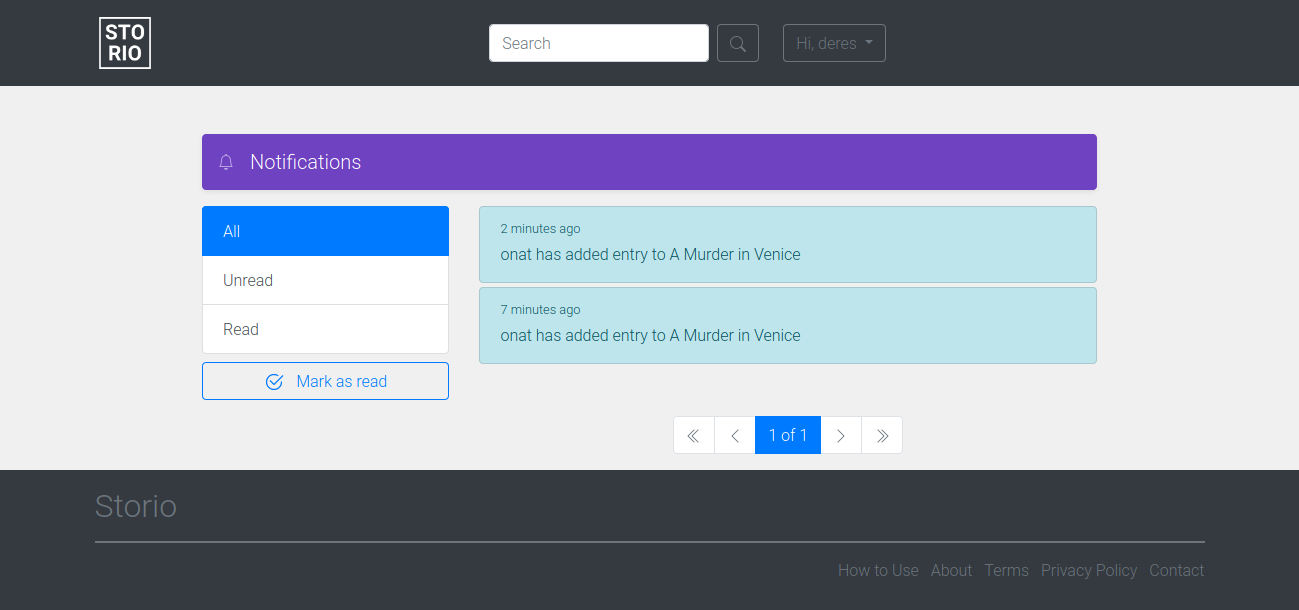 STO
RIO
Search
Hi, deres
Notifications
All
Unread
Read
Mark as read
2 minutes ago
onat has added entry to A Murder in Venice
7 minutes ago
onat has added entry to A Murder in Venice
1 of 1
Storio
How to Use About Terms Privacy Policy Contact